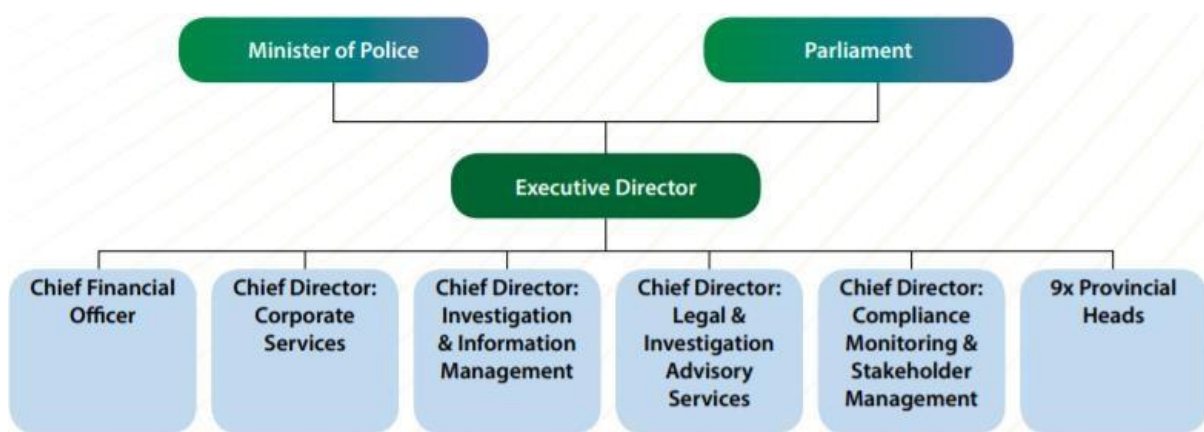 Minister of Police
Parliament
Executive Director
Chief Financial
Officer
Chief Director:
Corporate
Services
Chief Director:
Investigation
& Information
Management
Chief Director:
Legal &
Investigation
Advisory
Services
Chief Director:
Compliance
Monitoring &
Stakeholder
Management
9x Provincial
Heads